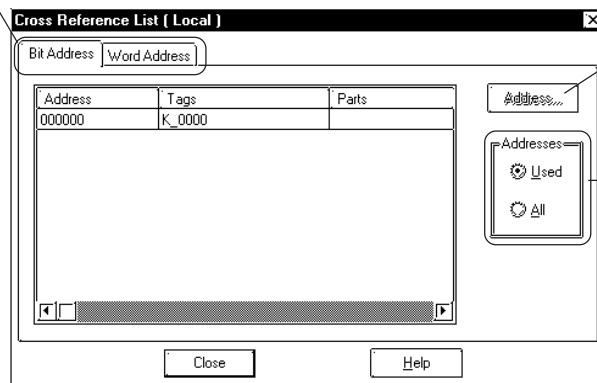 Cross Reference List ( Local )
Bit Address Word Address
Address Tags Parts
000000 K_0000
Address...
Addresses
Used
All
Close Help